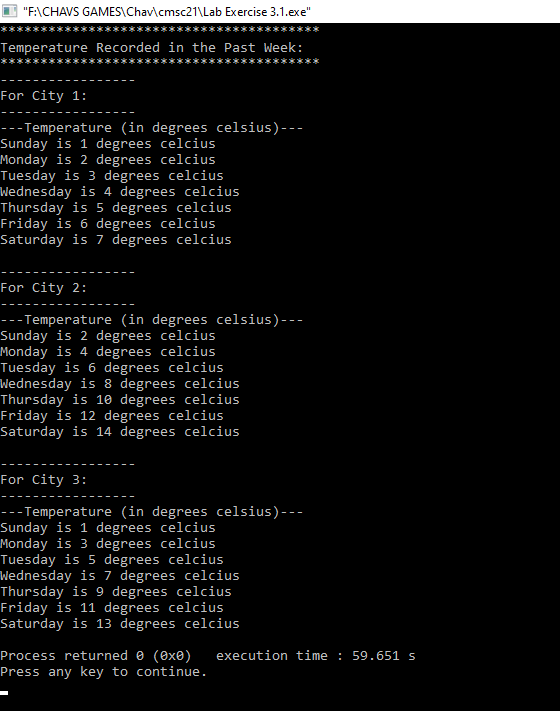 "F:\CHAVS GAMES\Chav\cmsc21\Lab Exercise 3.1.exe"
****************************************
Temperature Recorded in the Past Week:
****************************************
-----------------
For City 1:
-----------------
---Temperature (in degrees celsius)---
Sunday is 1 degrees celcius
Monday is 2 degrees celcius
Tuesday is 3 degrees celcius
Wednesday is 4 degrees celcius
Thursday is 5 degrees celcius
Friday is 6 degrees celcius
Saturday is 7 degrees celcius
-----------------
For City 2:
-----------------
---Temperature (in degrees celsius)---
Sunday is 2 degrees celcius
Monday is 4 degrees celcius
Tuesday is 6 degrees celcius
Wednesday is 8 degrees celcius
Thursday is 10 degrees celcius
Friday is 12 degrees celcius
Saturday is 14 degrees celcius
-----------------
For City 3:
-----------------
---Temperature (in degrees celsius)---
Sunday is 1 degrees celcius
Monday is 3 degrees celcius
Tuesday is 5 degrees celcius
Wednesday is 7 degrees celcius
Thursday is 9 degrees celcius
Friday is 11 degrees celcius
Saturday is 13 degrees celcius
Process returned 0 (0x0)   execution time : 59.651 s
Press any key to continue.